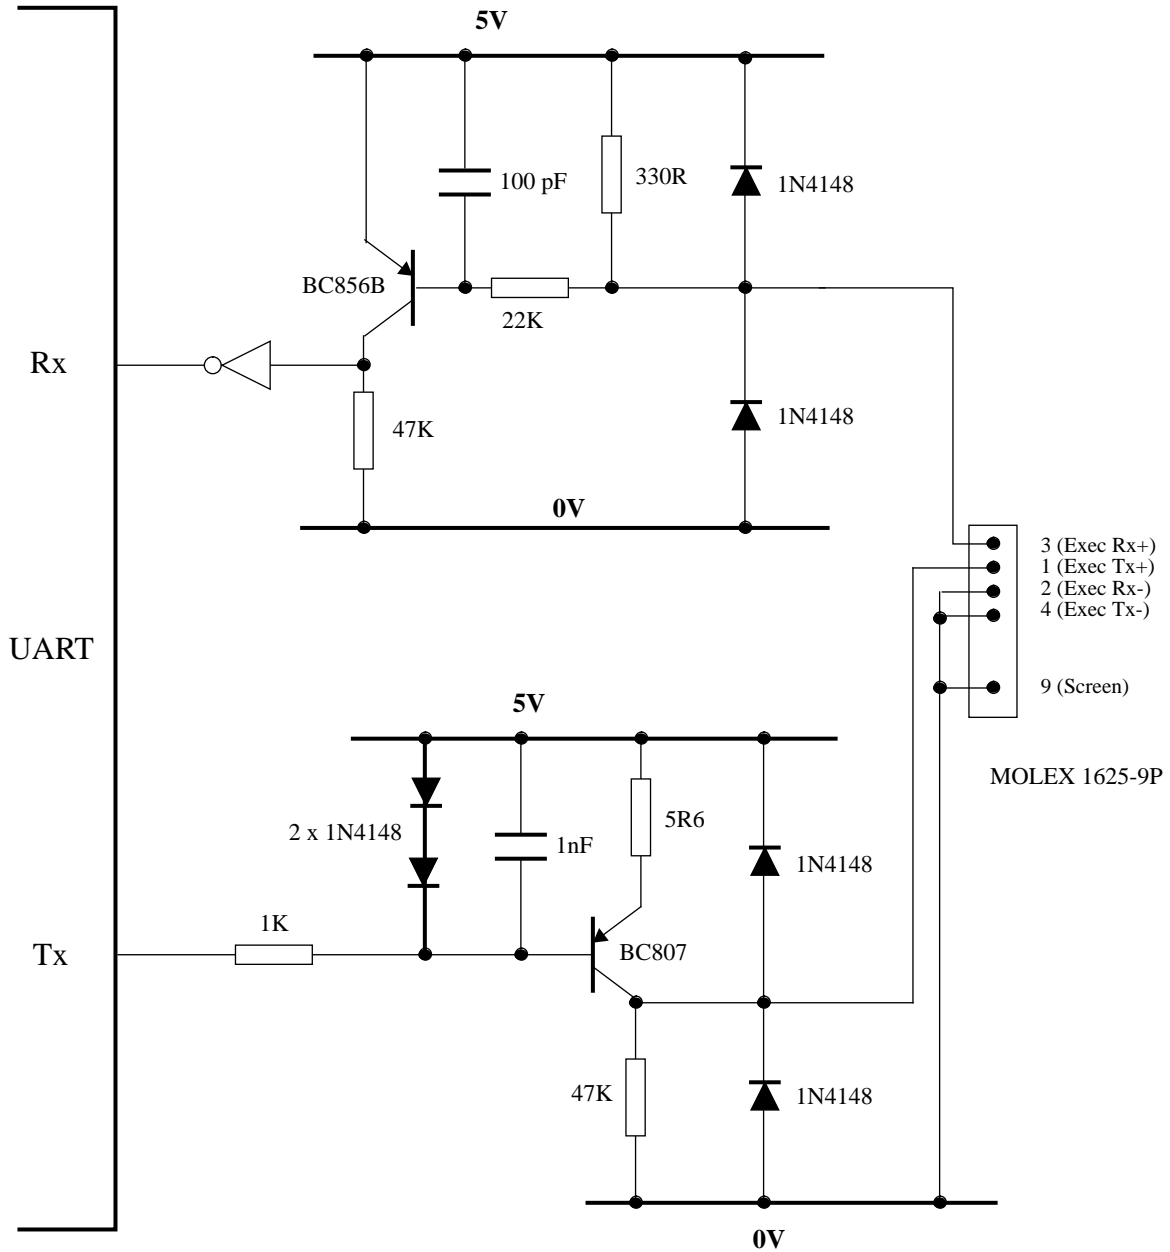 5V
100 pF
330R
1N4148
BC856B
22K
Rx
47K
1N4148
0V
3 (Exec Rx+)
1 (Exec Tx+)
2 (Exec Rx-)
4 (Exec Tx-)
UART
9 (Screen)
5V
MOLEX 1625-9P
2 x 1N4148
1nF
5R6
1N4148
1K
Tx
BC807
47K
1N4148
0V